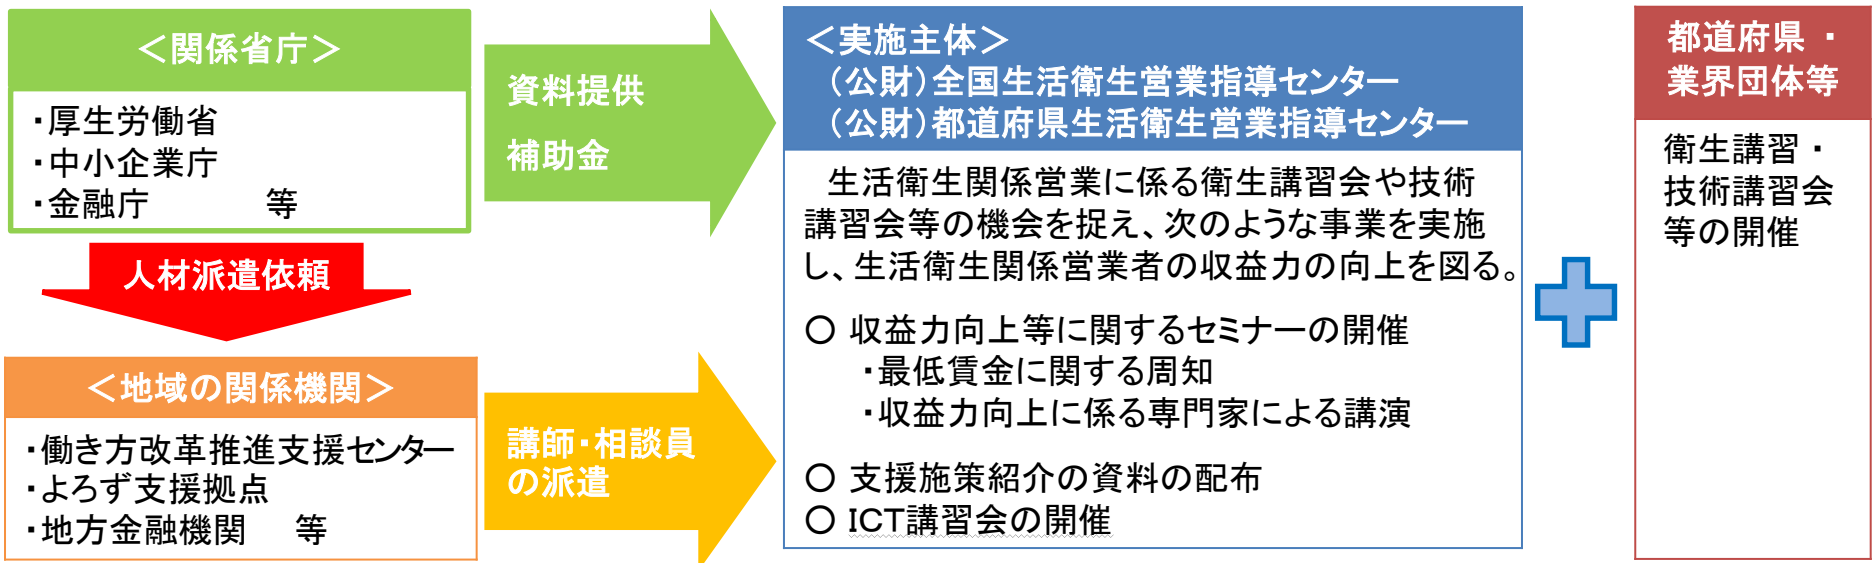 ＜関係省庁＞
・厚生労働省
・中小企業庁
・金融庁　　　等
人材派遣依頼
＜地域の関係機関＞
・働き方改革推進支援センター
・よろず支援拠点
・地方金融機関　等
資料提供
補助金
講師・相談員
の派遣
＜実施主体＞
（公財）全国生活衛生営業指導センター
（公財）都道府県生活衛生営業指導センター
生活衛生関係営業に係る衛生講習会や技術
講習会等の機会を捉え、次のような事業を実施
し、生活衛生関係営業者の収益力の向上を図る。
○ 収益力向上等に関するセミナーの開催
・最低賃金に関する周知
・収益力向上に係る専門家による講演
○ 支援施策紹介の資料の配布
○ ICT講習会の開催
都道府県・
業界団体等
衛生講習・
技術講習会
等の開催